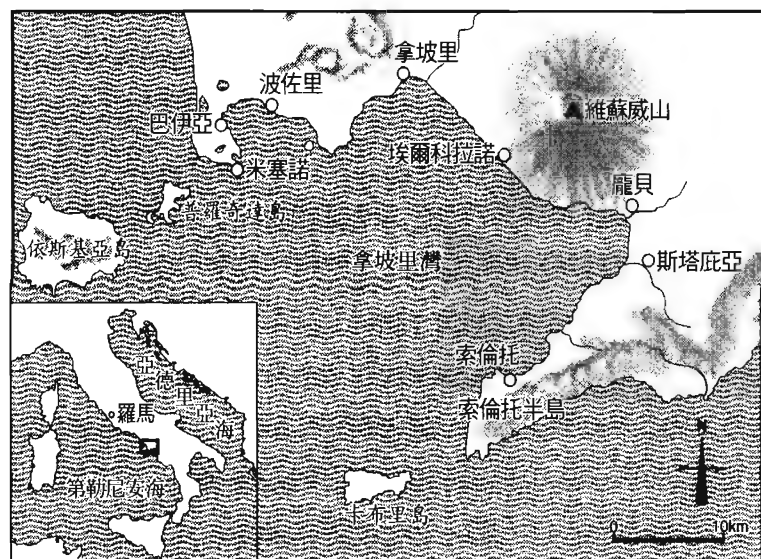 拿坡里
波佐里
維蘇威山
巴伊亞
埃爾科拉諾
米塞諾
龐貝
普羅奇達島
依斯基亞島
拿坡里灣
斯塔庇亞
索倫托
索倫托半島
亞德里亞海
羅馬
第勒尼安海
卡布里島
N
0 10km